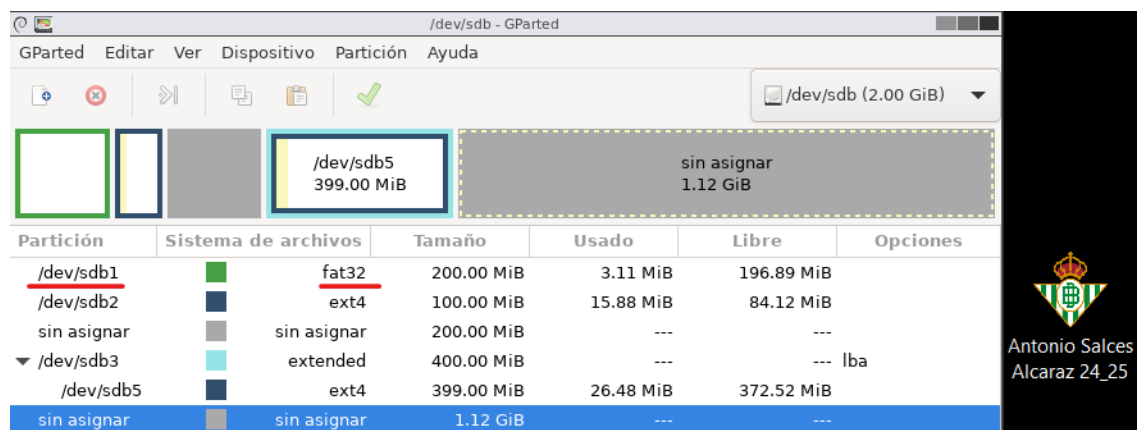 /dev/sdb - GParted
GParted Editar Ver Dispositivo Partición Ayuda
/dev/sdb (2.00 GiB)
/dev/sdb5
399.00 MiB
sin asignar
1.12 GiB
Partición Sistema de archivos Tamaño Usado Libre Opciones
/dev/sdb1 fat32 200.00 MiB 3.11 MiB 196.89 MiB
/dev/sdb2 ext4 100.00 MiB 15.88 MiB 84.12 MiB
sin asignar sin asignar 200.00 MiB --- ---
/dev/sdb3 extended 400.00 MiB --- --- lba
/dev/sdb5 ext4 399.00 MiB 26.48 MiB 372.52 MiB
sin asignar sin asignar 1.12 GiB --- ---
Antonio Salces
Alcaraz 24_25